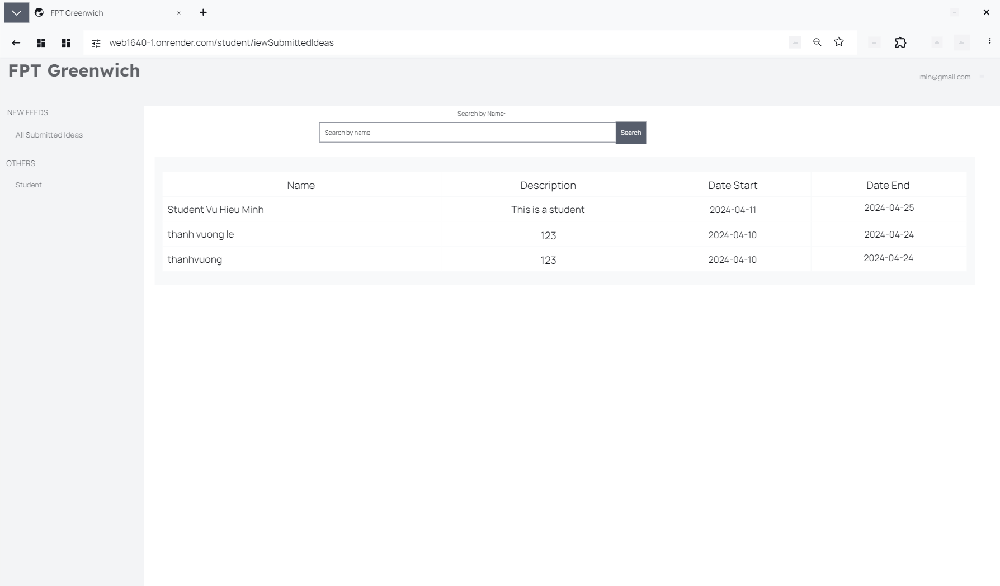 FPT Greenwich
web1640-1.onrender.com/student/iewSubmittedIdeas
FPT Greenwich
min@gmail.com
NEW FEEDS
All Submitted Ideas
OTHERS
Student
Search by Name:
Search by name
Search
Name Description Date Start Date End
Student Vu Hieu Minh This is a student 2024-04-11 2024-04-25
thanh vuong le 123 2024-04-10 2024-04-24
thanhvuong 123 2024-04-10 2024-04-24